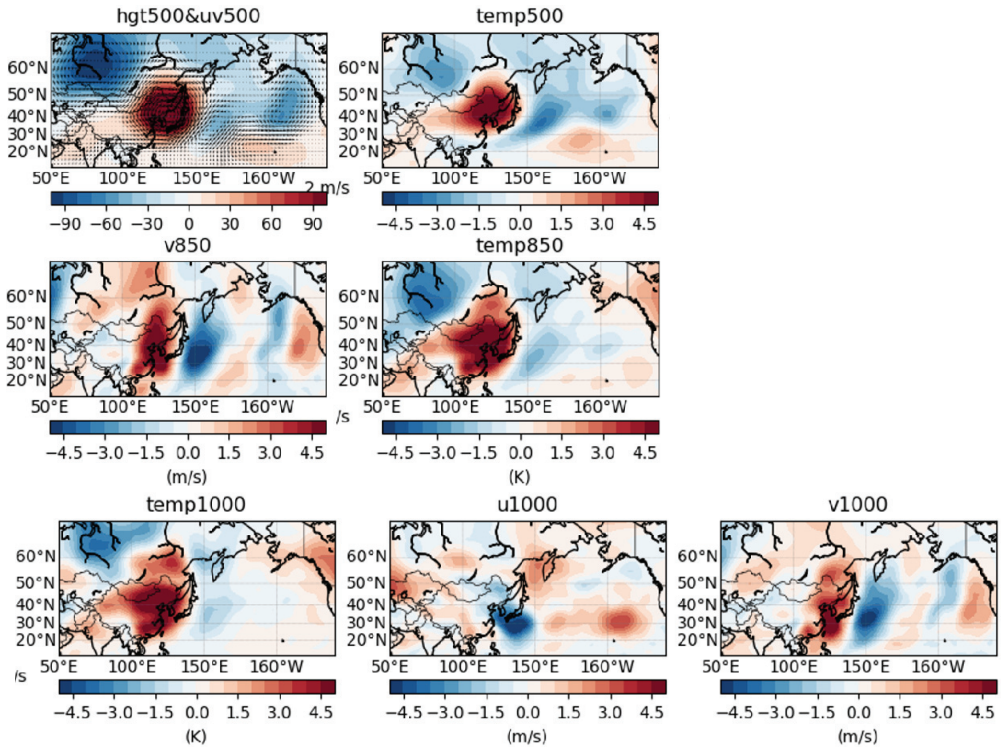 hgt500&uv500 temp500
60°N 60°N
50°N 50°N
40°N 40°N
30°N 30°N
20°N 20°N
50°E 100°E 150°E 160°W 50°E 100°E 150°E 160°W
2 m/s
−90 −60 −30 0 30 60 90 −4.5 −3.0 −1.5 0.0 1.5 3.0 4.5
v850 temp850
60°N 60°N
50°N 50°N
40°N 40°N
30°N 30°N
20°N 20°N
50°E 100°E 150°E 160°W 50°E 100°E 150°E 160°W
/s
−4.5 −3.0 −1.5 0.0 1.5 3.0 4.5 −4.5 −3.0 −1.5 0.0 1.5 3.0 4.5
(m/s) (K)
temp1000 u1000 v1000
60°N 60°N 60°N
50°N 50°N 50°N
40°N 40°N 40°N
30°N 30°N 30°N
20°N 20°N 20°N
50°E 100°E 150°E 160°W 50°E 100°E 150°E 160°W 50°E 100°E 150°E 160°W
/s
−4.5 −3.0 −1.5 0.0 1.5 3.0 4.5 −4.5 −3.0 −1.5 0.0 1.5 3.0 4.5 −4.5 −3.0 −1.5 0.0 1.5 3.0 4.5
(K) (m/s) (m/s)